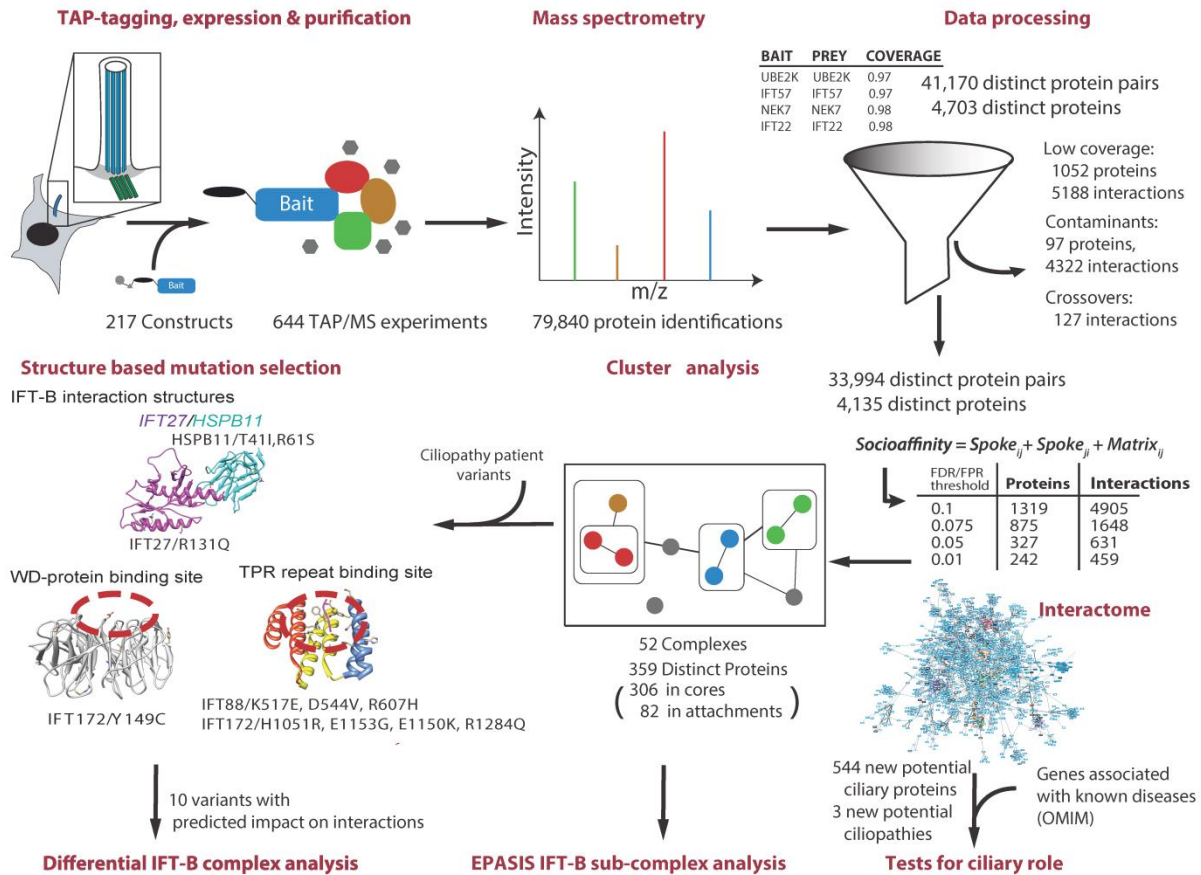 TAP-tagging, expression & purification
Mass spectrometry
Data processing
BAIT PREY COVERAGE
UBE2K UBE2K 0.97
IFT57 IFT57 0.97
NEK7 NEK7 0.98
IFT22 IFT22 0.98
41,170 distinct protein pairs
4,703 distinct proteins
Bait
Bait
Intensity
m/z
Low coverage:
1052 proteins
5188 interactions
Contaminants:
97 proteins,
4322 interactions
Crossovers:
127 interactions
217 Constructs
644 TAP/MS experiments
79,840 protein identifications
33,994 distinct protein pairs
4,135 distinct proteins
Structure based mutation selection
IFT-B interaction structures
IFT27/HSPB11
HSPB11/T41I,R61S
IFT27/R131Q
WD-protein binding site
TPR repeat binding site
IFT172/Y149C
IFT88/K517E, D544V, R607H
IFT172/H1051R, E1153G, E1150K, R1284Q
Ciliopathy patient
variants
Cluster analysis
52 Complexes
359 Distinct Proteins
( 306 in cores
82 in attachments )
Socioaffinity = Spoke ij + Spoke ji + Matrix ij
FDR/FPR
threshold Proteins Interactions
0.1 1319 4905
0.075 875 1648
0.05 327 631
0.01 242 459
Interactome
544 new potential
ciliary proteins
3 new potential
ciliopathies
Genes associated
with known diseases
(OMIM)
10 variants with
predicted impact on interactions
Differential IFT-B complex analysis
EPASIS IFT-B sub-complex analysis
Tests for ciliary role